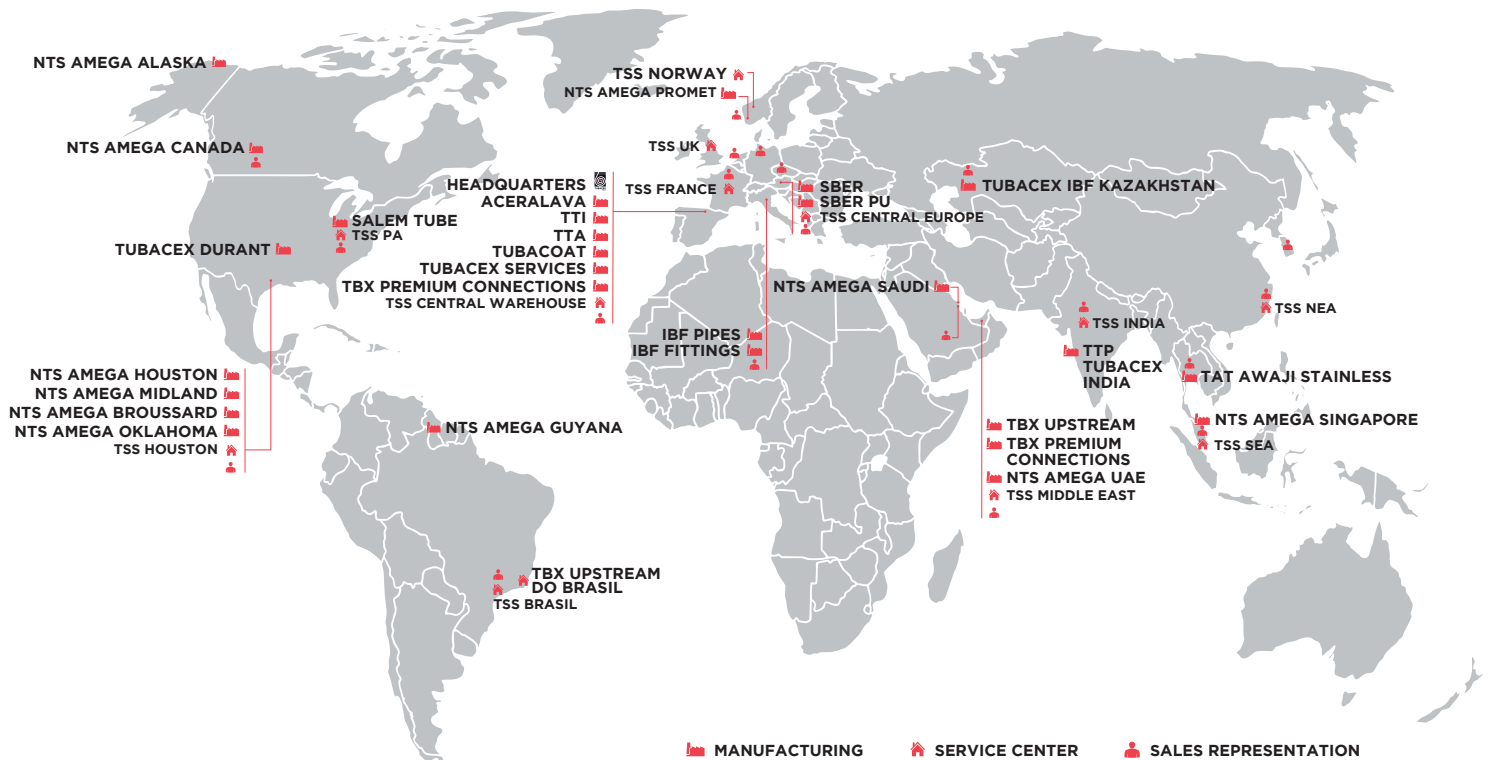 NTS AMEGA ALASKA
NTS AMEGA CANADA
SALEM TUBE
TSS PA
TUBACEX DURANT
NTS AMEGA HOUSTON
NTS AMEGA MIDLAND
NTS AMEGA BROUSSARD
NTS AMEGA OKLAHOMA
TSS HOUSTON
NTS AMEGA GUYANA
TBX UPSTREAM
DO BRASIL
TSS BRASIL
TSS NORWAY
NTS AMEGA PROMET
TSS UK
TSS FRANCE
HEADQUARTERS
ACERALAVA
TTI
TTA
TUBACOAT
TUBACEX SERVICES
TBX PREMIUM CONNECTIONS
TSS CENTRAL WAREHOUSE
SBER
SBER PU
TSS CENTRAL EUROPE
IBF PIPES
IBF FITTINGS
NTS AMEGA SAUDI
TUBACEX IBF KAZAKHSTAN
TBX UPSTREAM
TBX PREMIUM
CONNECTIONS
NTS AMEGA UAE
TSS MIDDLE EAST
TSS INDIA
TTP
TUBACEX
INDIA
TSS NEA
TAT AWAJI STAINLESS
NTS AMEGA SINGAPORE
TSS SEA
MANUFACTURING
SERVICE CENTER
SALES REPRESENTATION